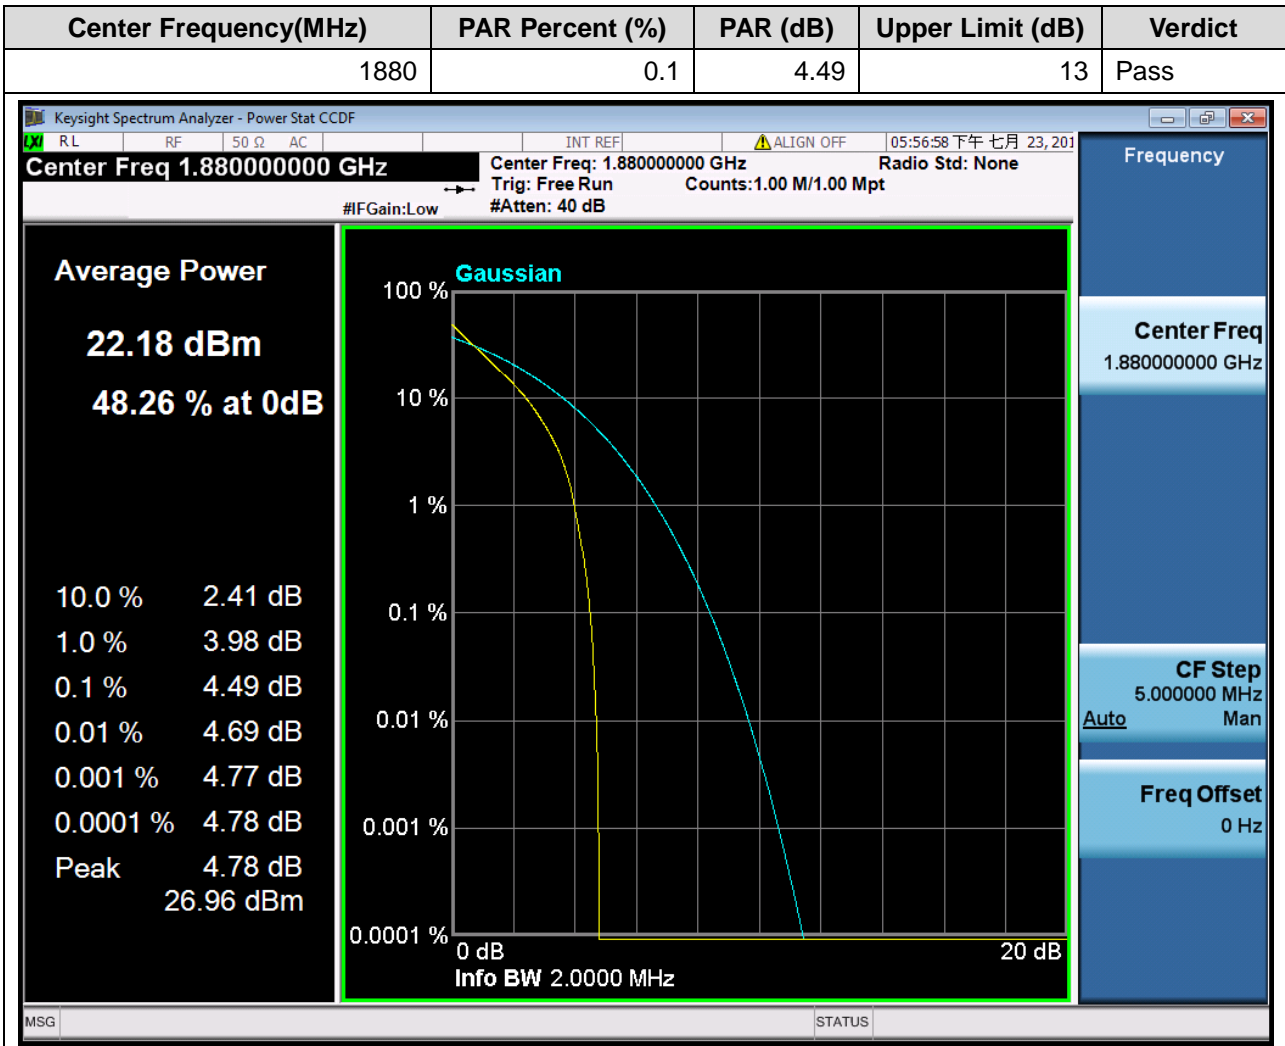 Center Frequency(MHz) PAR Percent (%) PAR (dB) Upper Limit (dB) Verdict
1880 0.1 4.49 13 Pass
Keysight Spectrum Analyzer - Power Stat CCDF
LXI RL RF 50 Ω AC INT REF ALIGN OFF 05:56:58 下午 七月 23, 201
Center Freq 1.880000000 GHz
Center Freq: 1.880000000 GHz Radio Std: None
Trig: Free Run Counts:1.00 M/1.00 Mpt
#IFGain:Low #Atten: 40 dB
Average Power
22.18 dBm
48.26 % at 0dB
10.0 % 2.41 dB
1.0 % 3.98 dB
0.1 % 4.49 dB
0.01 % 4.69 dB
0.001 % 4.77 dB
0.0001 % 4.78 dB
Peak 4.78 dB
26.96 dBm
Gaussian
100 %
10 %
1 %
0.1 %
0.01 %
0.001 %
0.0001 %
0 dB 20 dB
Info BW 2.0000 MHz
Frequency
Center Freq
1.880000000 GHz
CF Step
5.000000 MHz
Auto Man
Freq Offset
0 Hz
MSG STATUS